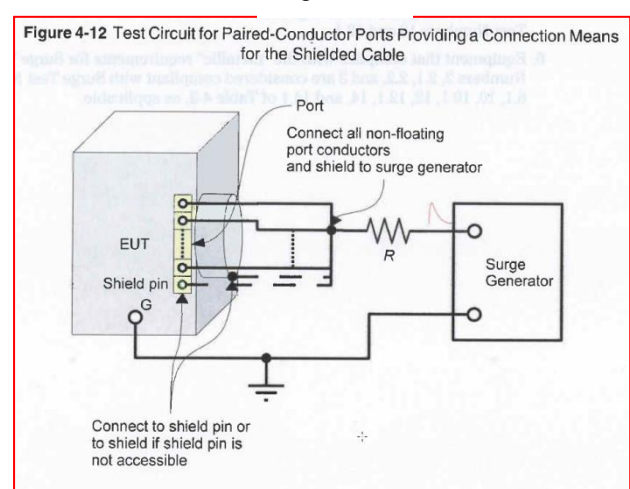 Figure 4-12 Test Circuit for Paired-Conductor Ports Providing a Connection Means
for the Shielded Cable
Port
Connect all non-floating
port conductors
and shield to surge generator
EUT
Shield pin
G
R
Surge
Generator
Connect to shield pin or
to shield if shield pin is
not accessible